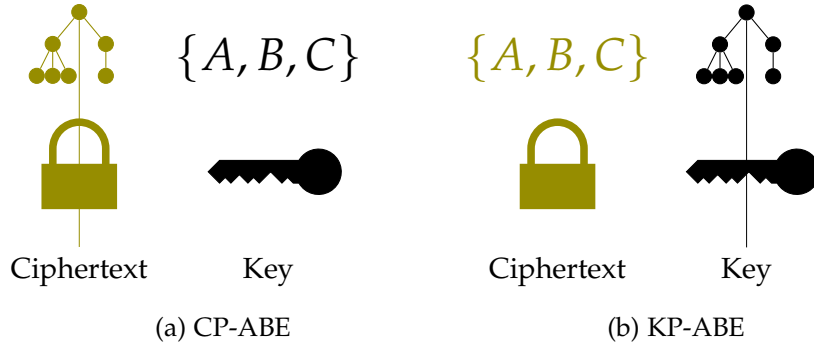 {A, B, C} {A, B, C}
Ciphertext Key Ciphertext Key
(a) CP-ABE (b) KP-ABE